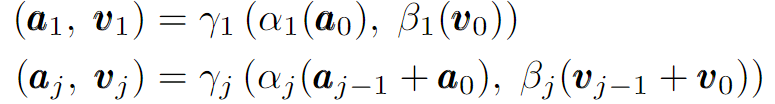 (𝒂₁, 𝒗₁) = γ₁ (α₁(𝒂₀), β₁(𝒗₀))
(𝒂ⱼ, 𝒗ⱼ) = γⱼ (αⱼ(𝒂ⱼ₋₁ + 𝒂₀), βⱼ(𝒗ⱼ₋₁ + 𝒗₀))